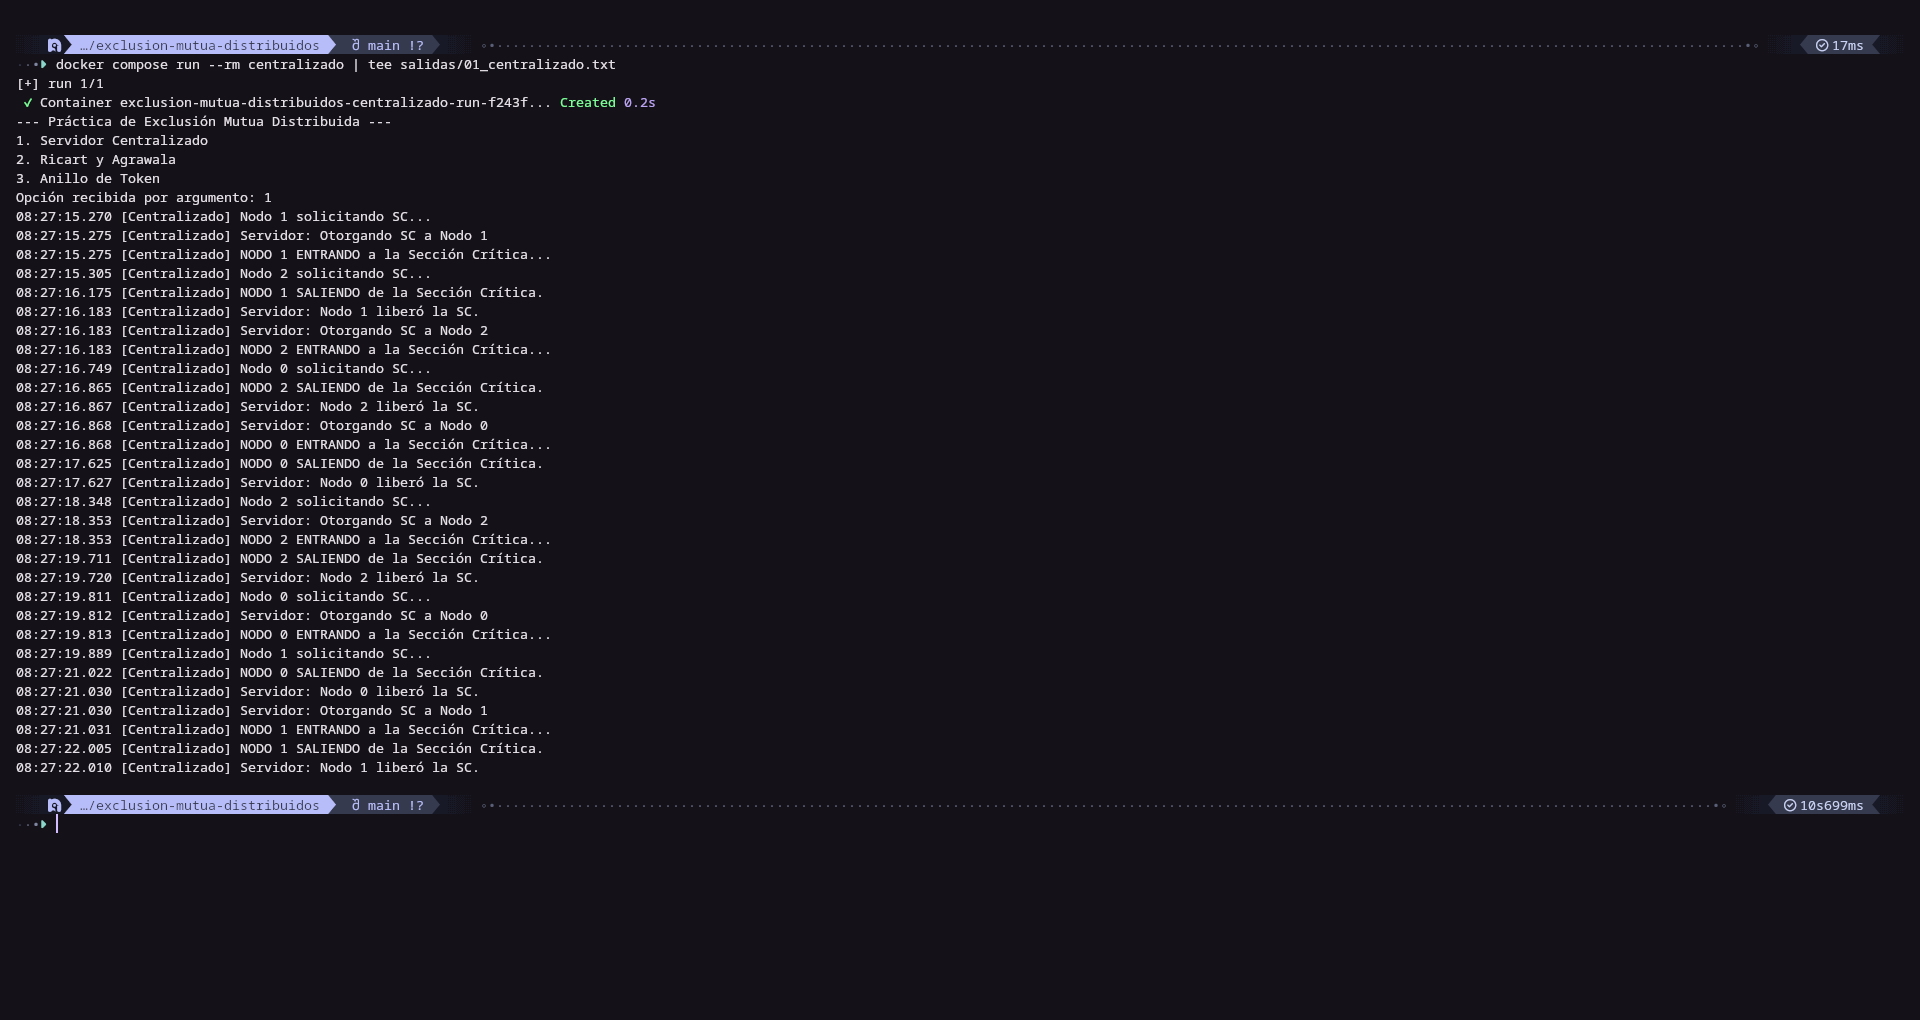 …/exclusion-mutua-distribuidos main !? 17ms
docker compose run --rm centralizado | tee salidas/01_centralizado.txt
[+] run 1/1
✓ Container exclusion-mutua-distribuidos-centralizado-run-f243f... Created 0.2s
--- Práctica de Exclusión Mutua Distribuida ---
1. Servidor Centralizado
2. Ricart y Agrawala
3. Anillo de Token
Opción recibida por argumento: 1
08:27:15.270 [Centralizado] Nodo 1 solicitando SC...
08:27:15.275 [Centralizado] Servidor: Otorgando SC a Nodo 1
08:27:15.275 [Centralizado] NODO 1 ENTRANDO a la Sección Crítica...
08:27:15.305 [Centralizado] Nodo 2 solicitando SC...
08:27:16.175 [Centralizado] NODO 1 SALIENDO de la Sección Crítica.
08:27:16.183 [Centralizado] Servidor: Nodo 1 liberó la SC.
08:27:16.183 [Centralizado] Servidor: Otorgando SC a Nodo 2
08:27:16.183 [Centralizado] NODO 2 ENTRANDO a la Sección Crítica...
08:27:16.749 [Centralizado] Nodo 0 solicitando SC...
08:27:16.865 [Centralizado] NODO 2 SALIENDO de la Sección Crítica.
08:27:16.867 [Centralizado] Servidor: Nodo 2 liberó la SC.
08:27:16.868 [Centralizado] Servidor: Otorgando SC a Nodo 0
08:27:16.868 [Centralizado] NODO 0 ENTRANDO a la Sección Crítica...
08:27:17.625 [Centralizado] NODO 0 SALIENDO de la Sección Crítica.
08:27:17.627 [Centralizado] Servidor: Nodo 0 liberó la SC.
08:27:18.348 [Centralizado] Nodo 2 solicitando SC...
08:27:18.353 [Centralizado] Servidor: Otorgando SC a Nodo 2
08:27:18.353 [Centralizado] NODO 2 ENTRANDO a la Sección Crítica...
08:27:19.711 [Centralizado] NODO 2 SALIENDO de la Sección Crítica.
08:27:19.720 [Centralizado] Servidor: Nodo 2 liberó la SC.
08:27:19.811 [Centralizado] Nodo 0 solicitando SC...
08:27:19.812 [Centralizado] Servidor: Otorgando SC a Nodo 0
08:27:19.813 [Centralizado] NODO 0 ENTRANDO a la Sección Crítica...
08:27:19.889 [Centralizado] Nodo 1 solicitando SC...
08:27:21.022 [Centralizado] NODO 0 SALIENDO de la Sección Crítica.
08:27:21.030 [Centralizado] Servidor: Nodo 0 liberó la SC.
08:27:21.030 [Centralizado] Servidor: Otorgando SC a Nodo 1
08:27:21.031 [Centralizado] NODO 1 ENTRANDO a la Sección Crítica...
08:27:22.005 [Centralizado] NODO 1 SALIENDO de la Sección Crítica.
08:27:22.010 [Centralizado] Servidor: Nodo 1 liberó la SC.
…/exclusion-mutua-distribuidos main !? 10s699ms